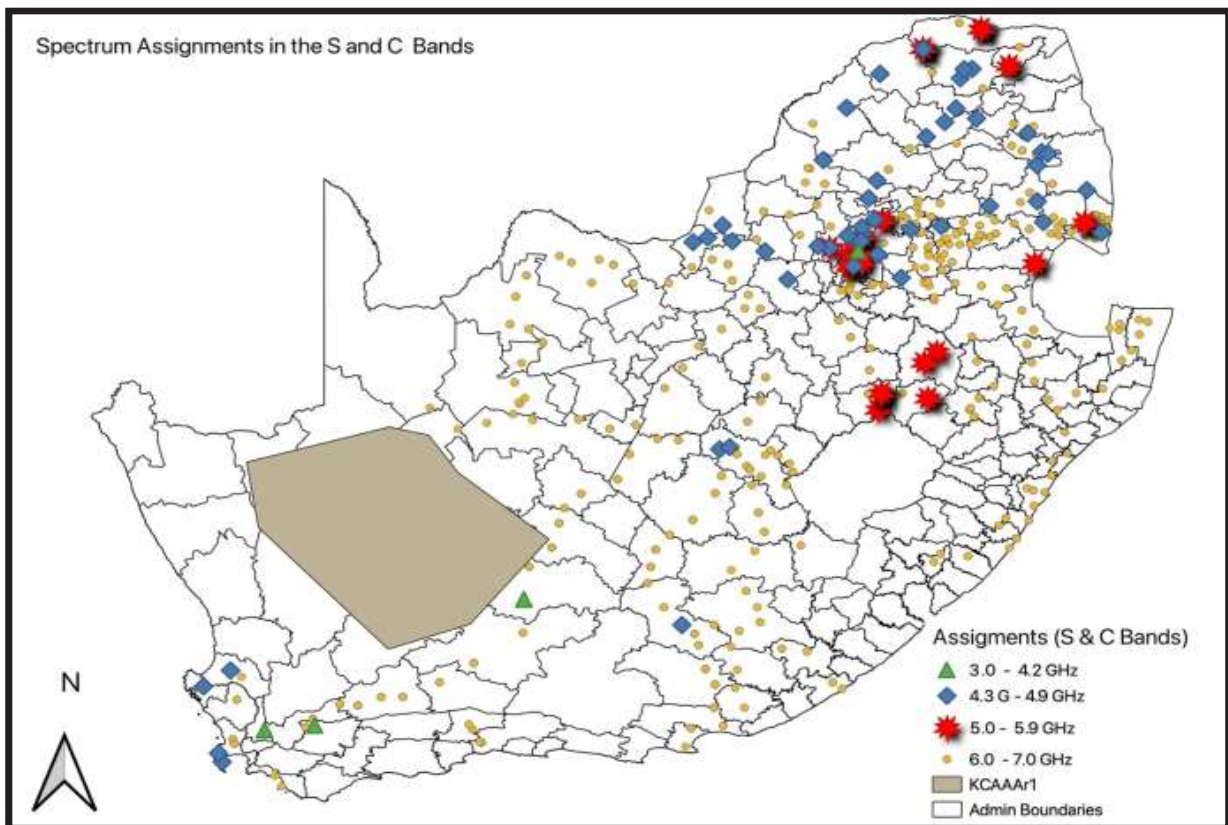 Spectrum Assignments in the S and C Bands
N
Assigments (S & C Bands)
3.0 - 4.2 GHz
4.3 G - 4.9 GHz
5.0 - 5.9 GHz
6.0 - 7.0 GHz
KCAAAr1
Admin Boundaries